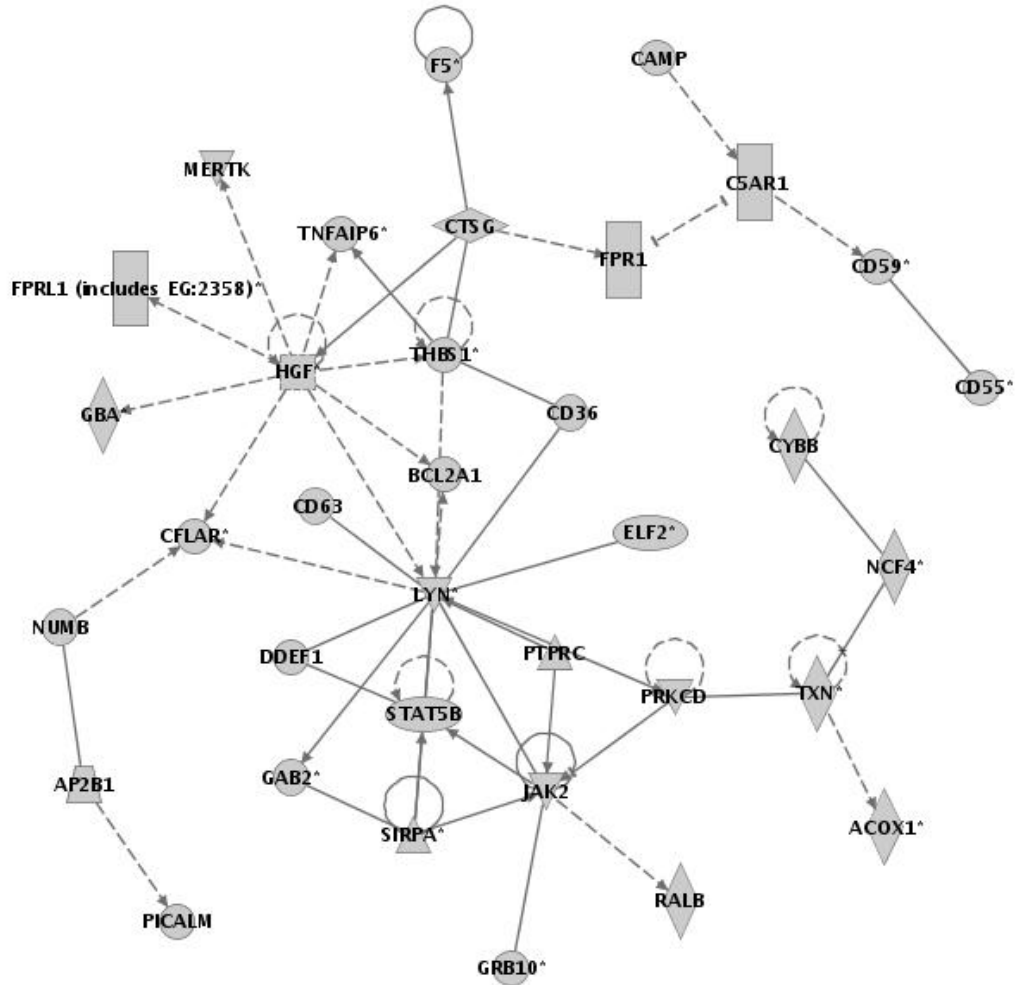 F5*
CAMP
MERTK
C5AR1
TNFAIP6*
CTSG
FPR1
CD59*
FPRL1 (includes EG:2358)*
THBS1*
HGF*
CD55*
GBA*
CD36
CYBB
BCL2A1
CD63
ELF2*
CFLAR*
NCF4*
LYN*
NUMB
DDEF1
PTPRC
PRKCD
TXN*
STAT5B
GAB2*
AP2B1
JAK2
SIRPA*
ACOX1*
RALB
PICALM
GRB10*